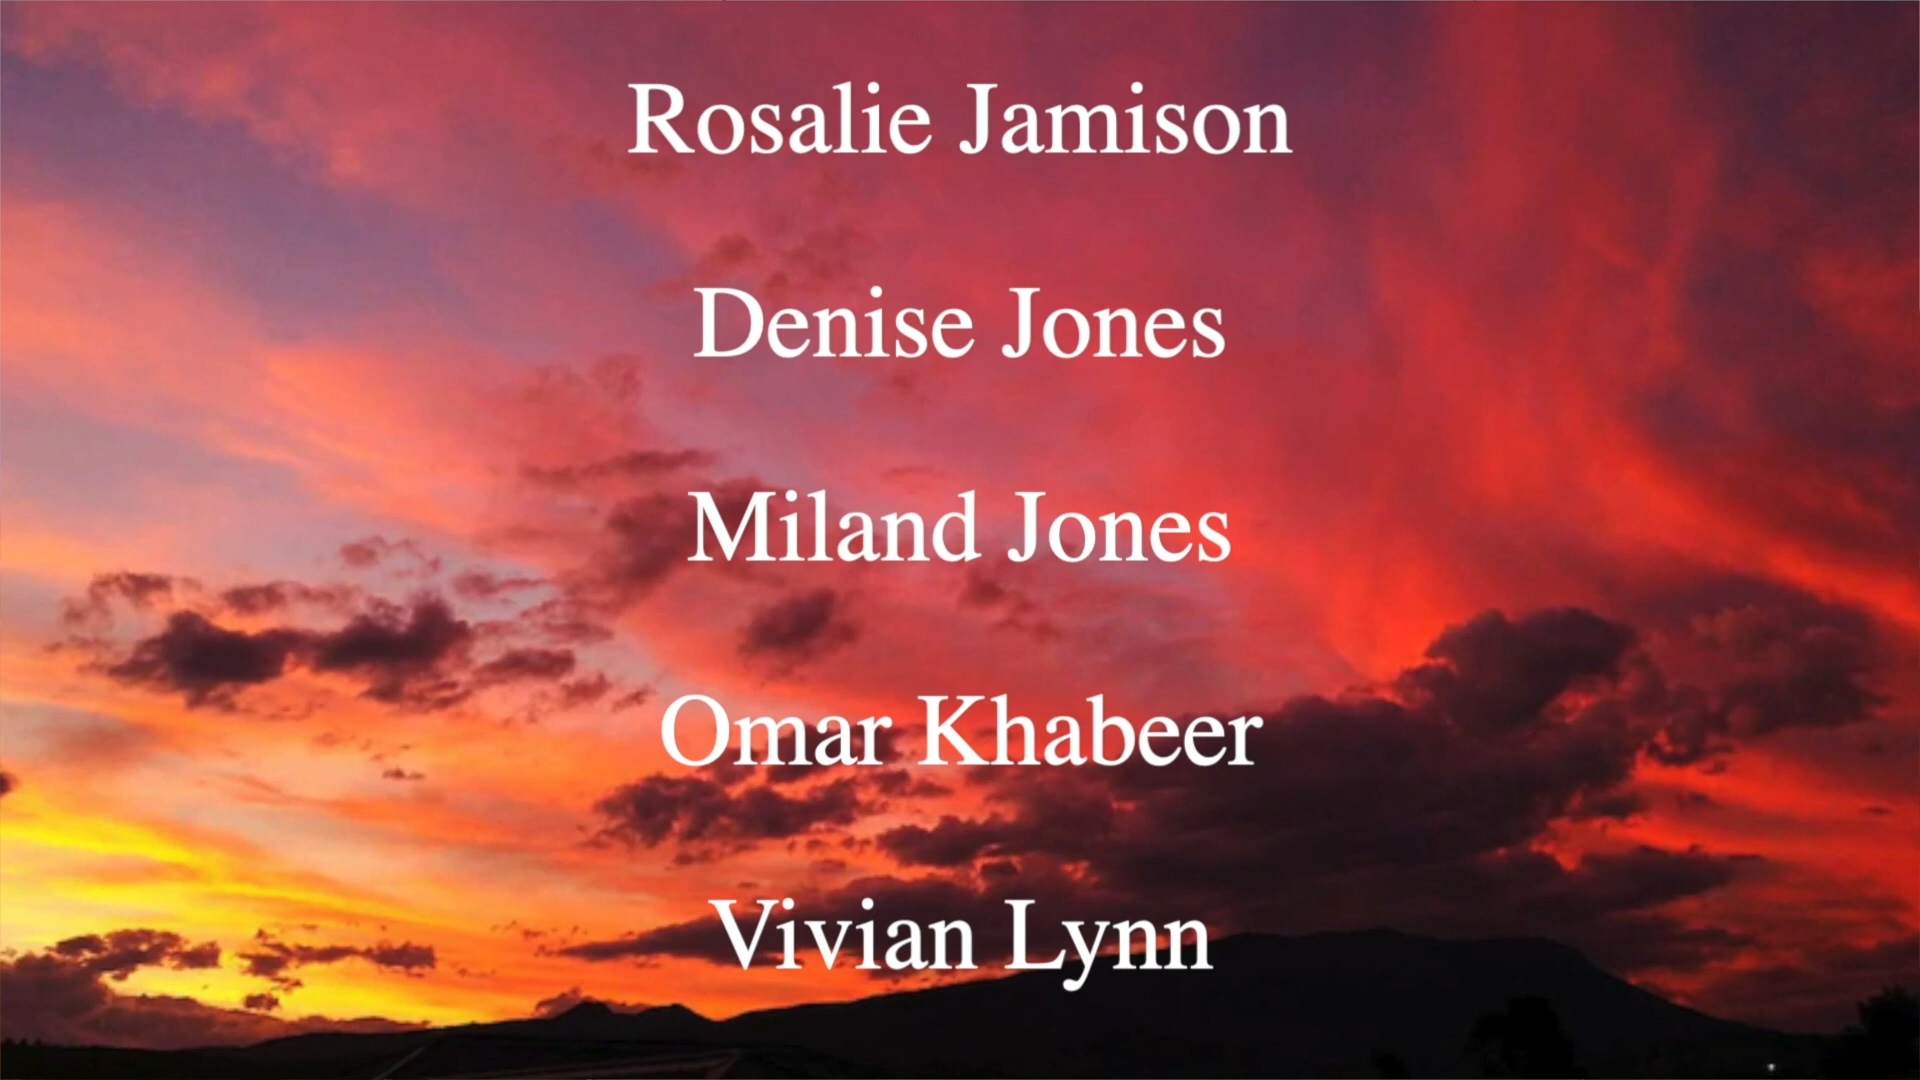 Rosalie Jamison
Denise Jones
Miland Jones
Omar Khabeer
Vivian Lynn